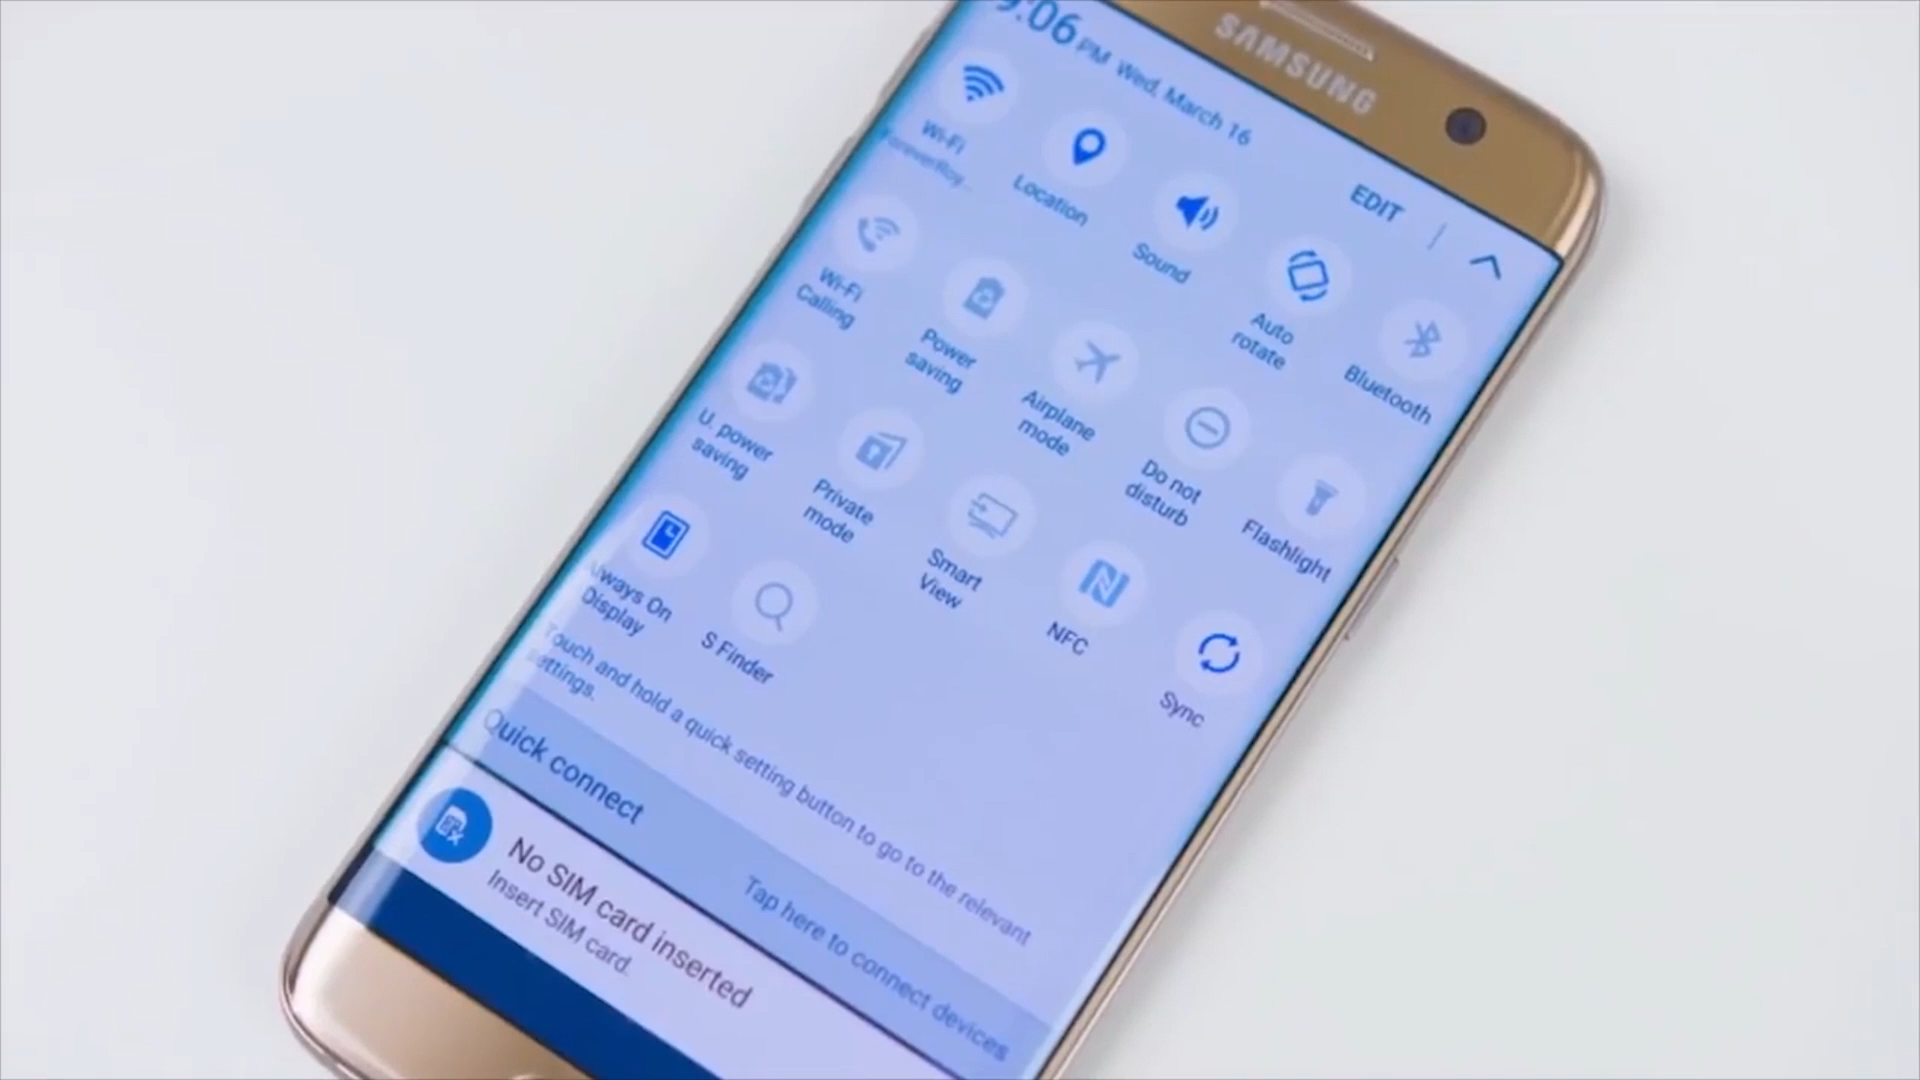 SAMSUNG
:06 PM Wed, March 16
EDIT
Wi-Fi
Location
Sound
Auto
rotate
Bluetooth
Wi-Fi
Calling
Power
saving
Airplane
mode
Do not
disturb
Flashlight
U. power
saving
Private
mode
Smart
View
NFC
Sync
Always On
Display
S Finder
Touch and hold a quick setting button to go to the relevant
settings.
Quick connect
Tap here to connect devices
No SIM card inserted
Insert SIM card.